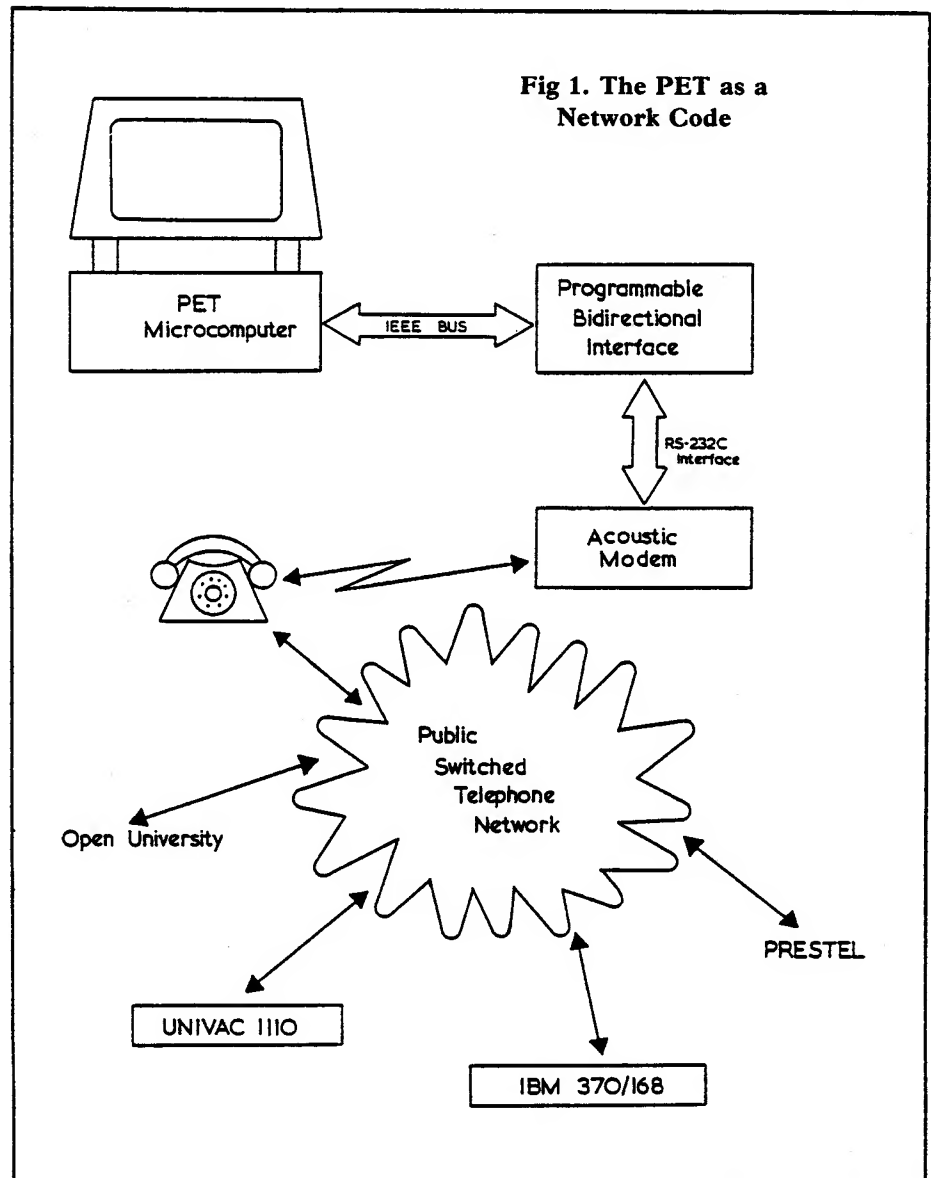 Fig 1. The PET as a
Network Code
PET
Microcomputer
IEEE BUS
Programmable
Bidirectional
Interface
RS-232C
Interface
Acoustic
Modem
Public
Switched
Telephone
Network
Open University
PRESTEL
UNIVAC 1110
IBM 370/168